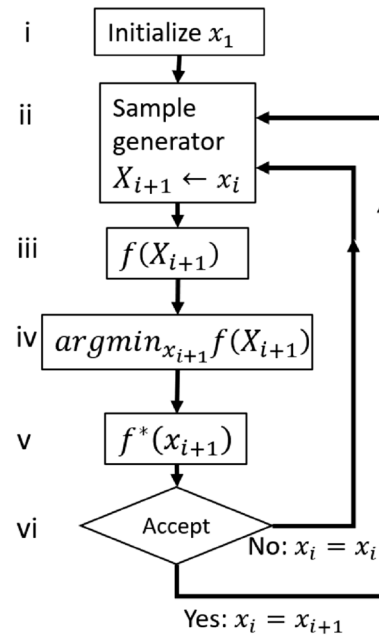 i
Initialize $x_1$
ii
Sample
generator
$X_{i+1} \leftarrow x_i$
iii
$f(X_{i+1})$
iv
$argmin_{x_{i+1}} f(X_{i+1})$
v
$f^*(x_{i+1})$
vi
Accept
No: $x_i = x_i$
Yes: $x_i = x_{i+1}$